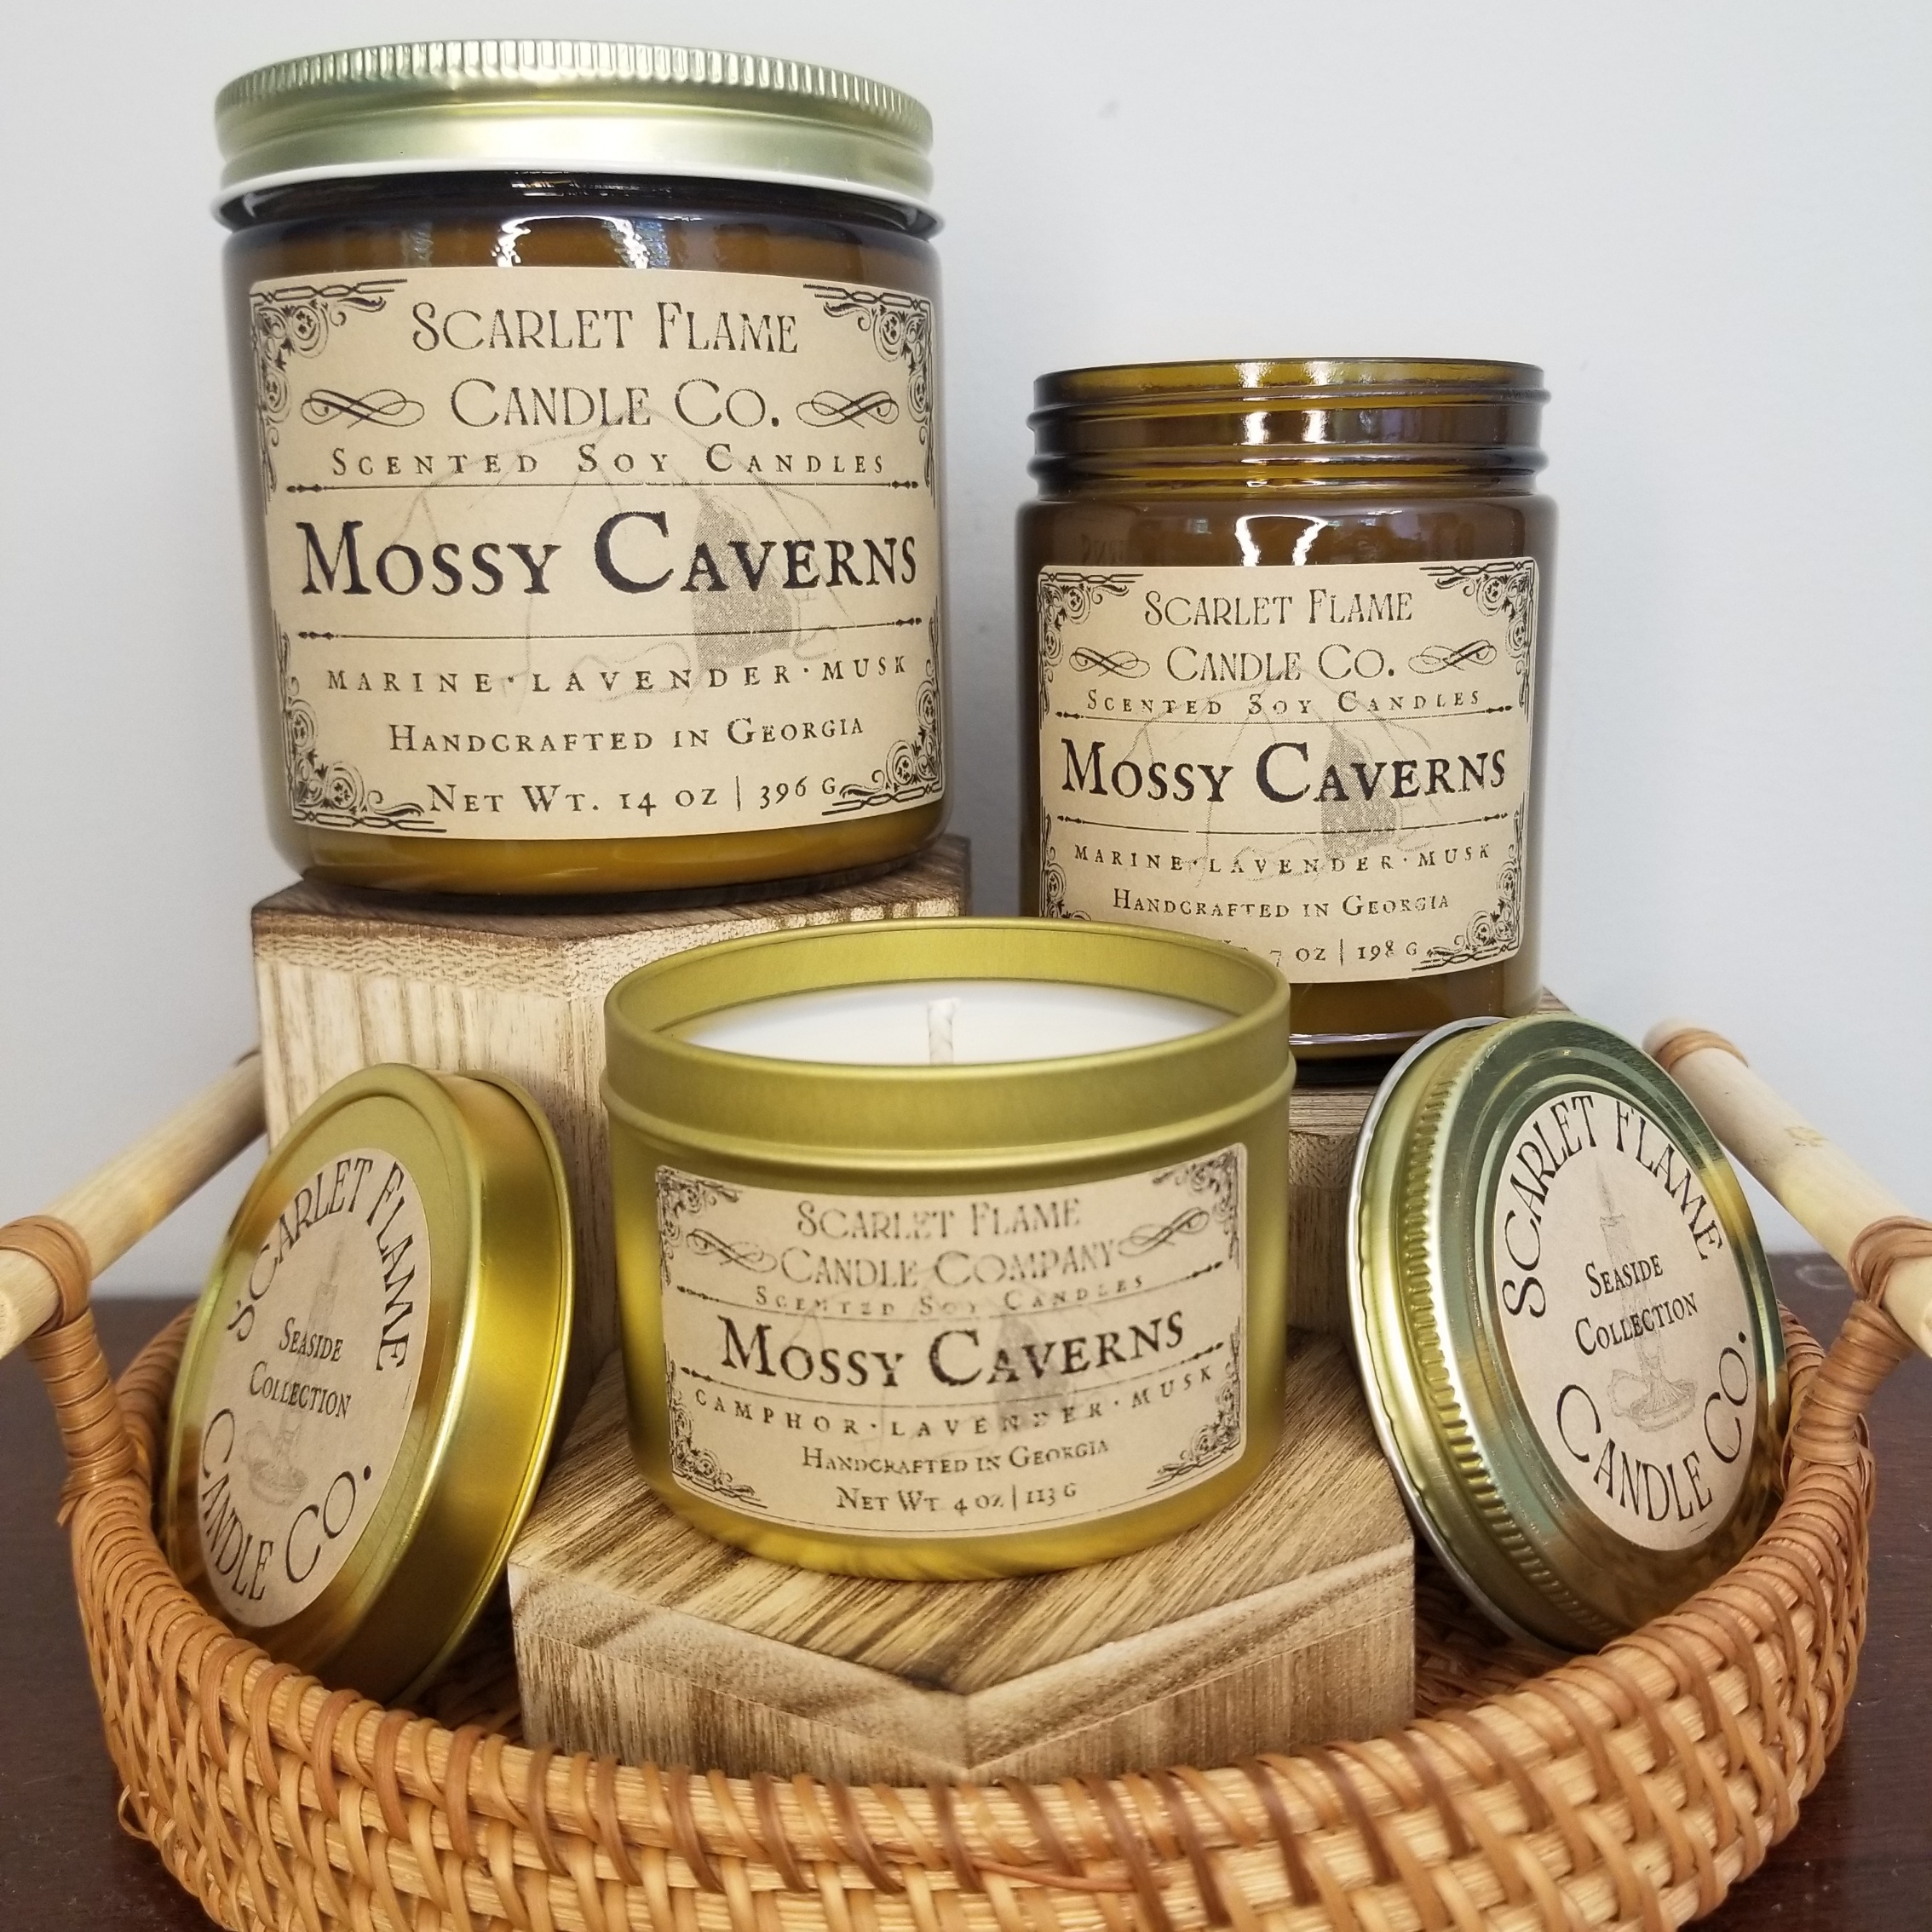 SCARLET FLAME
CANDLE CO.
SCENTED SOY CANDLES
MOSSY CAVERNS
MARINE·LAVENDER·MUSK
HANDCRAFTED IN GEORGIA
NET WT. 14 OZ | 396 G
SCARLET FLAME
CANDLE CO.
SCENTED SOY CANDLES
MOSSY CAVERNS
MARINE·LAVENDER·MUSK
HANDCRAFTED IN GEORGIA
7 OZ | 198 G
SCARLET FLAME
CANDLE COMPANY
SCENTED SOY CANDLES
MOSSY CAVERNS
CAMPHOR·LAVENDER·MUSK
HANDCRAFTED IN GEORGIA
NET WT. 4 OZ | 113 G
SCARLET FLAME
SEASIDE
COLLECTION
CANDLE CO.
SCARLET FLAME
SEASIDE
COLLECTION
CANDLE CO.